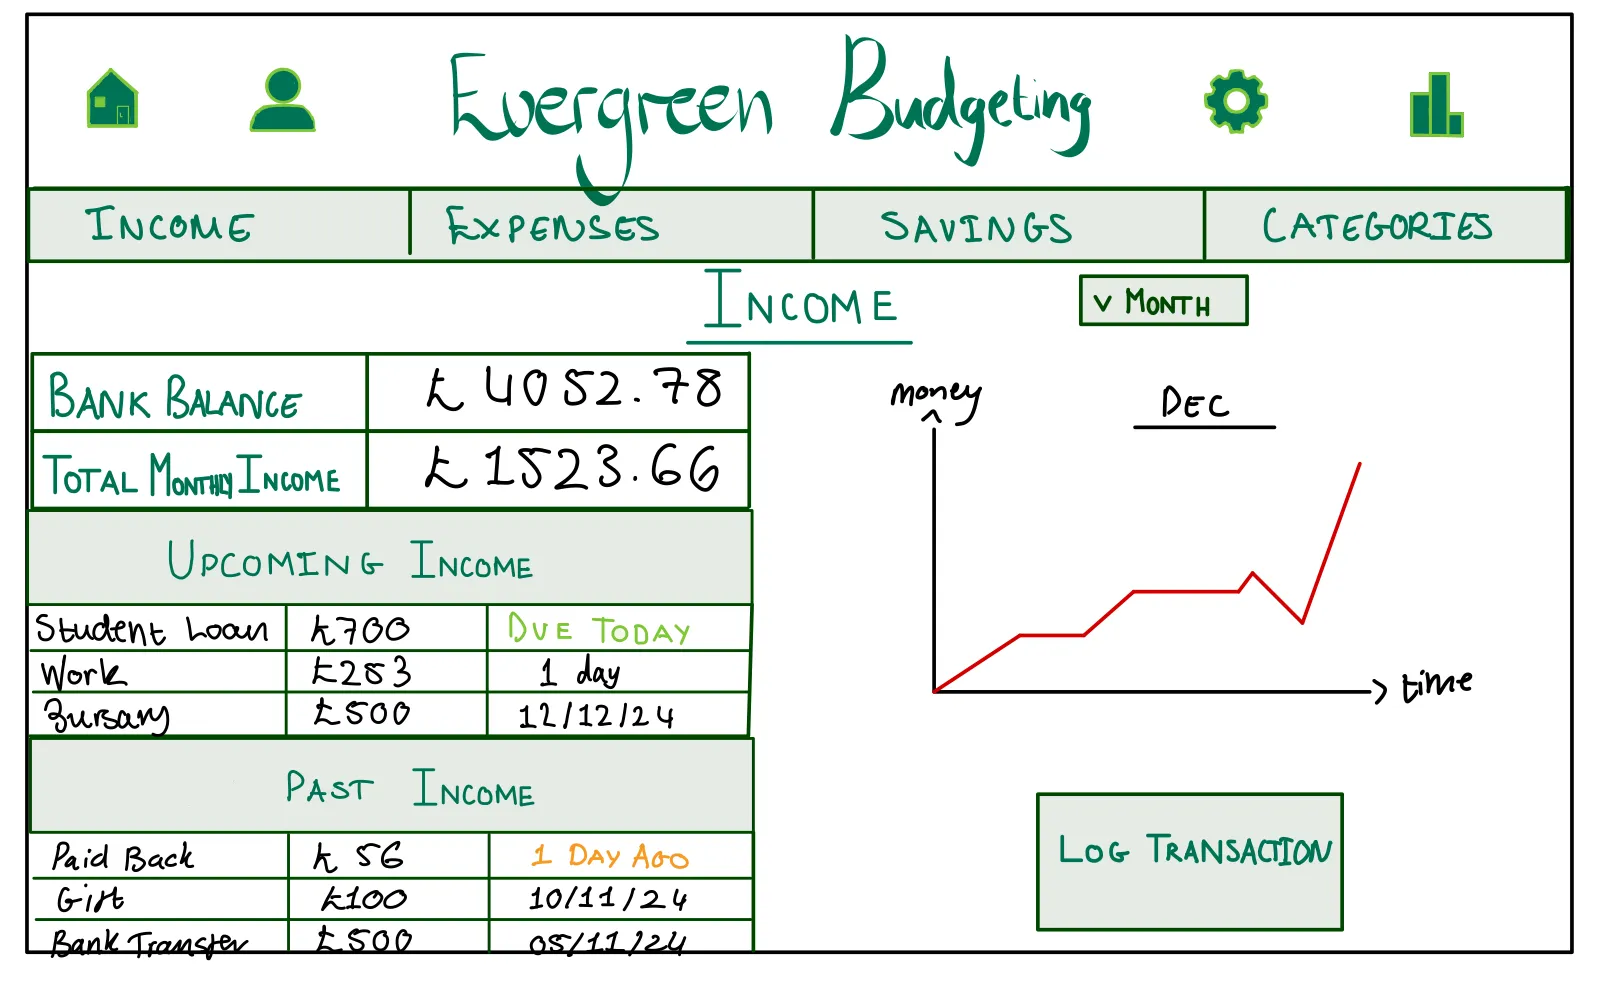 Evergreen Budgeting
INCOME EXPENSES SAVINGS CATEGORIES
INCOME
v MONTH
BANK BALANCE £4052.78
TOTAL MONTHLY INCOME £1523.66
UPCOMING INCOME
Student Loan £700 DUE TODAY
Work £253 1 day
Bursary £500 12/12/24
PAST INCOME
Paid Back £56 1 DAY AGO
Gift £100 10/11/24
Bank Transfer £500 05/11/24
money
DEC
time
LOG TRANSACTION